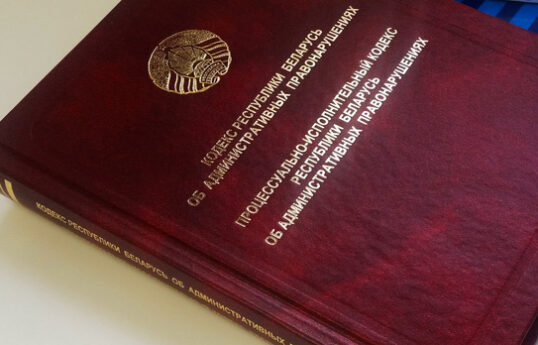 КОДЕКС РЕСПУБЛИКИ БЕЛАРУСЬ
ОБ АДМИНИСТРАТИВНЫХ ПРАВОНАРУШЕНИЯХ
ПРОЦЕССУАЛЬНО-ИСПОЛНИТЕЛЬНЫЙ КОДЕКС
РЕСПУБЛИКИ БЕЛАРУСЬ
ОБ АДМИНИСТРАТИВНЫХ ПРАВОНАРУШЕНИЯХ
КОДЕКС РЕСПУБЛИКИ БЕЛАРУСЬ ОБ АДМИНИСТРАТИВНЫХ